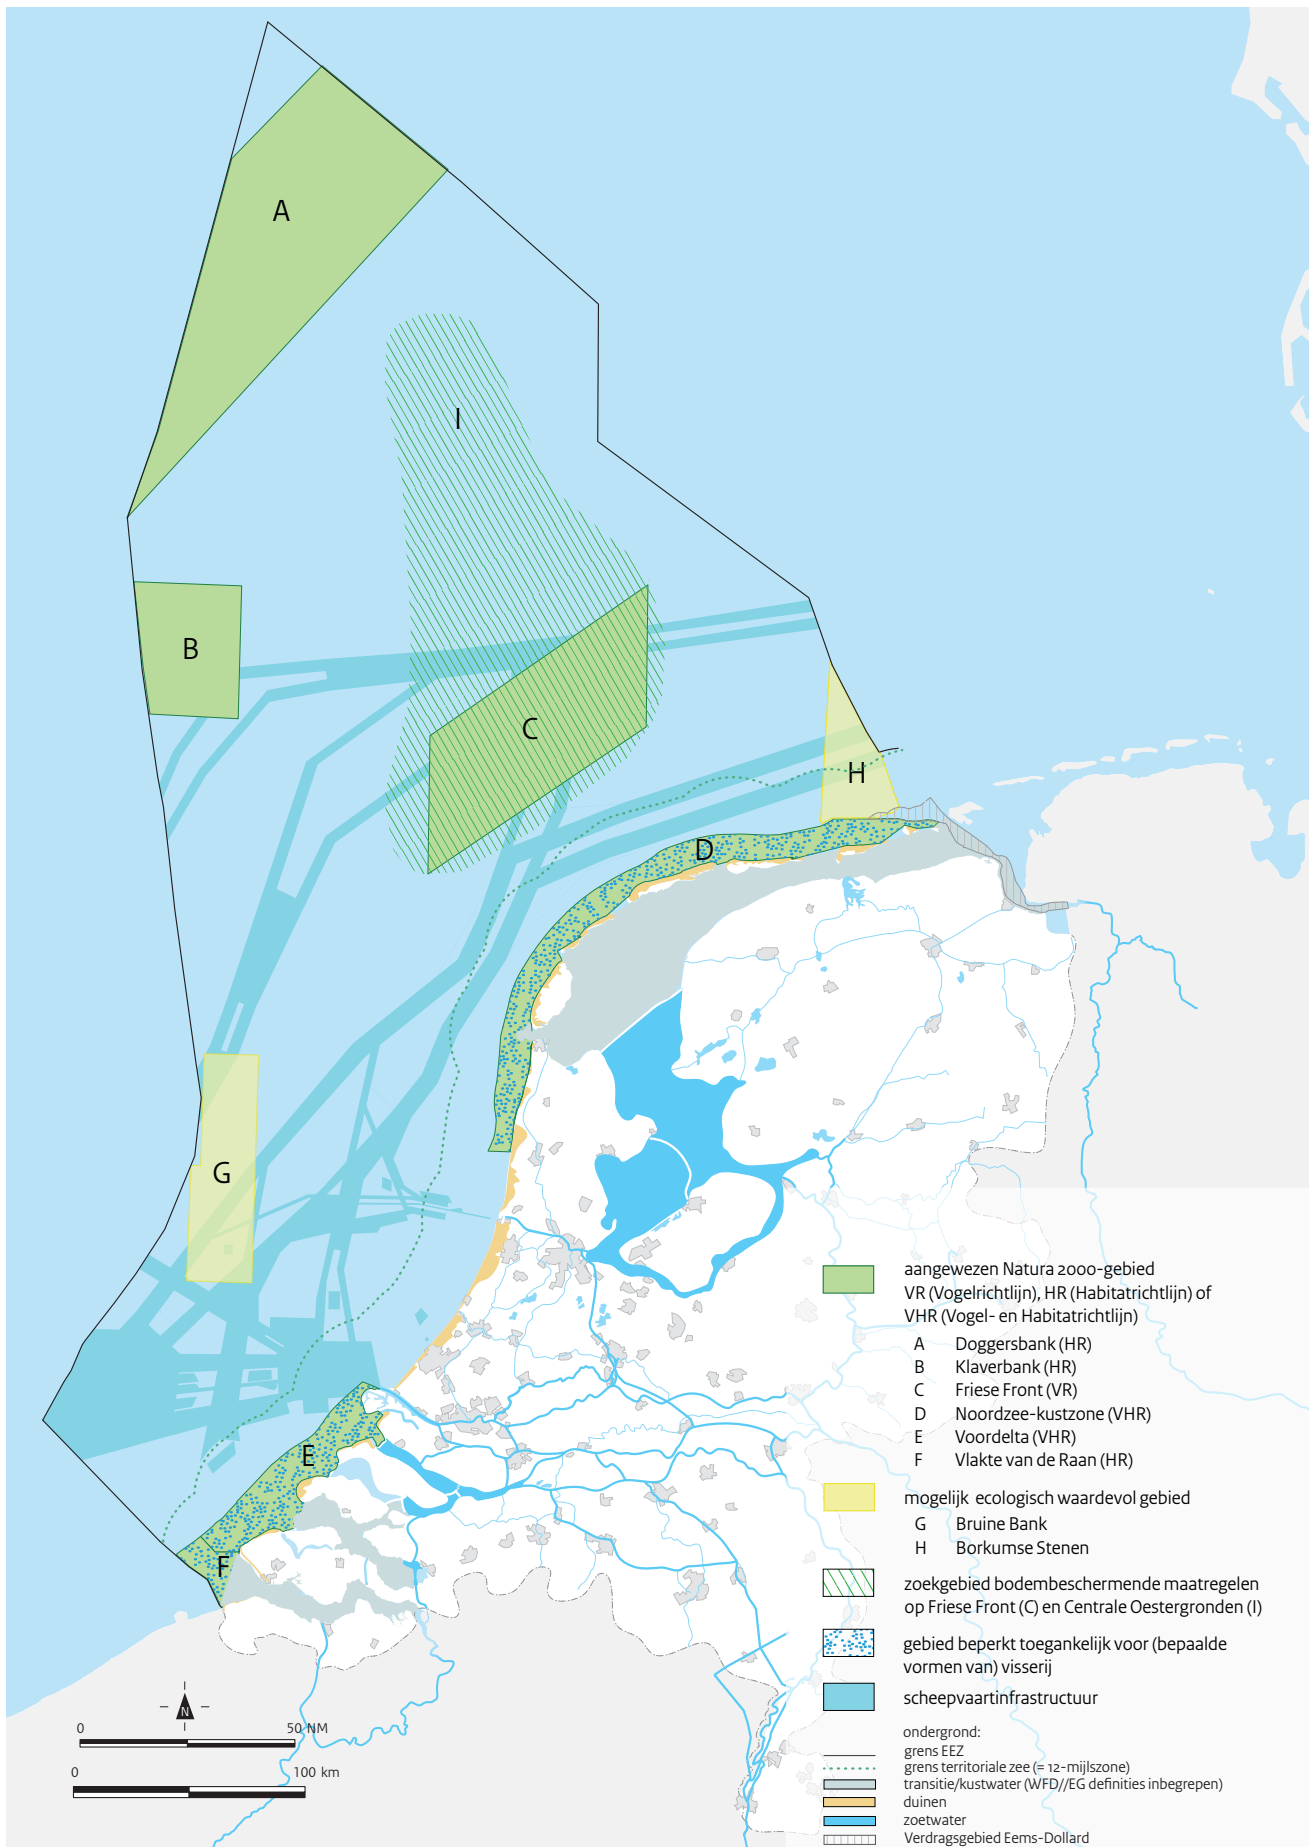 A
I
B
C
H
D
G
E
F
N
0 50 NM
0 100 km
aangewezen Natura 2000-gebied
VR (Vogelrichtlijn), HR (Habitatrichtlijn) of
VHR (Vogel- en Habitatrichtlijn)
A Doggersbank (HR)
B Klaverbank (HR)
C Friese Front (VR)
D Noordzee-kustzone (VHR)
E Voordelta (VHR)
F Vlakte van de Raan (HR)
mogelijk ecologisch waardevol gebied
G Bruine Bank
H Borkumse Stenen
zoekgebied bodembeschermende maatregelen
op Friese Front (C) en Centrale Oestergronden (I)
gebied beperkt toegankelijk voor (bepaalde
vormen van) visserij
scheepvaartinfrastructuur
ondergrond:
grens EEZ
grens territoriale zee (= 12-mijlszone)
transitie/kustwater (WFD//EG definities inbegrepen)
duinen
zoetwater
Verdragsgebied Eems-Dollard